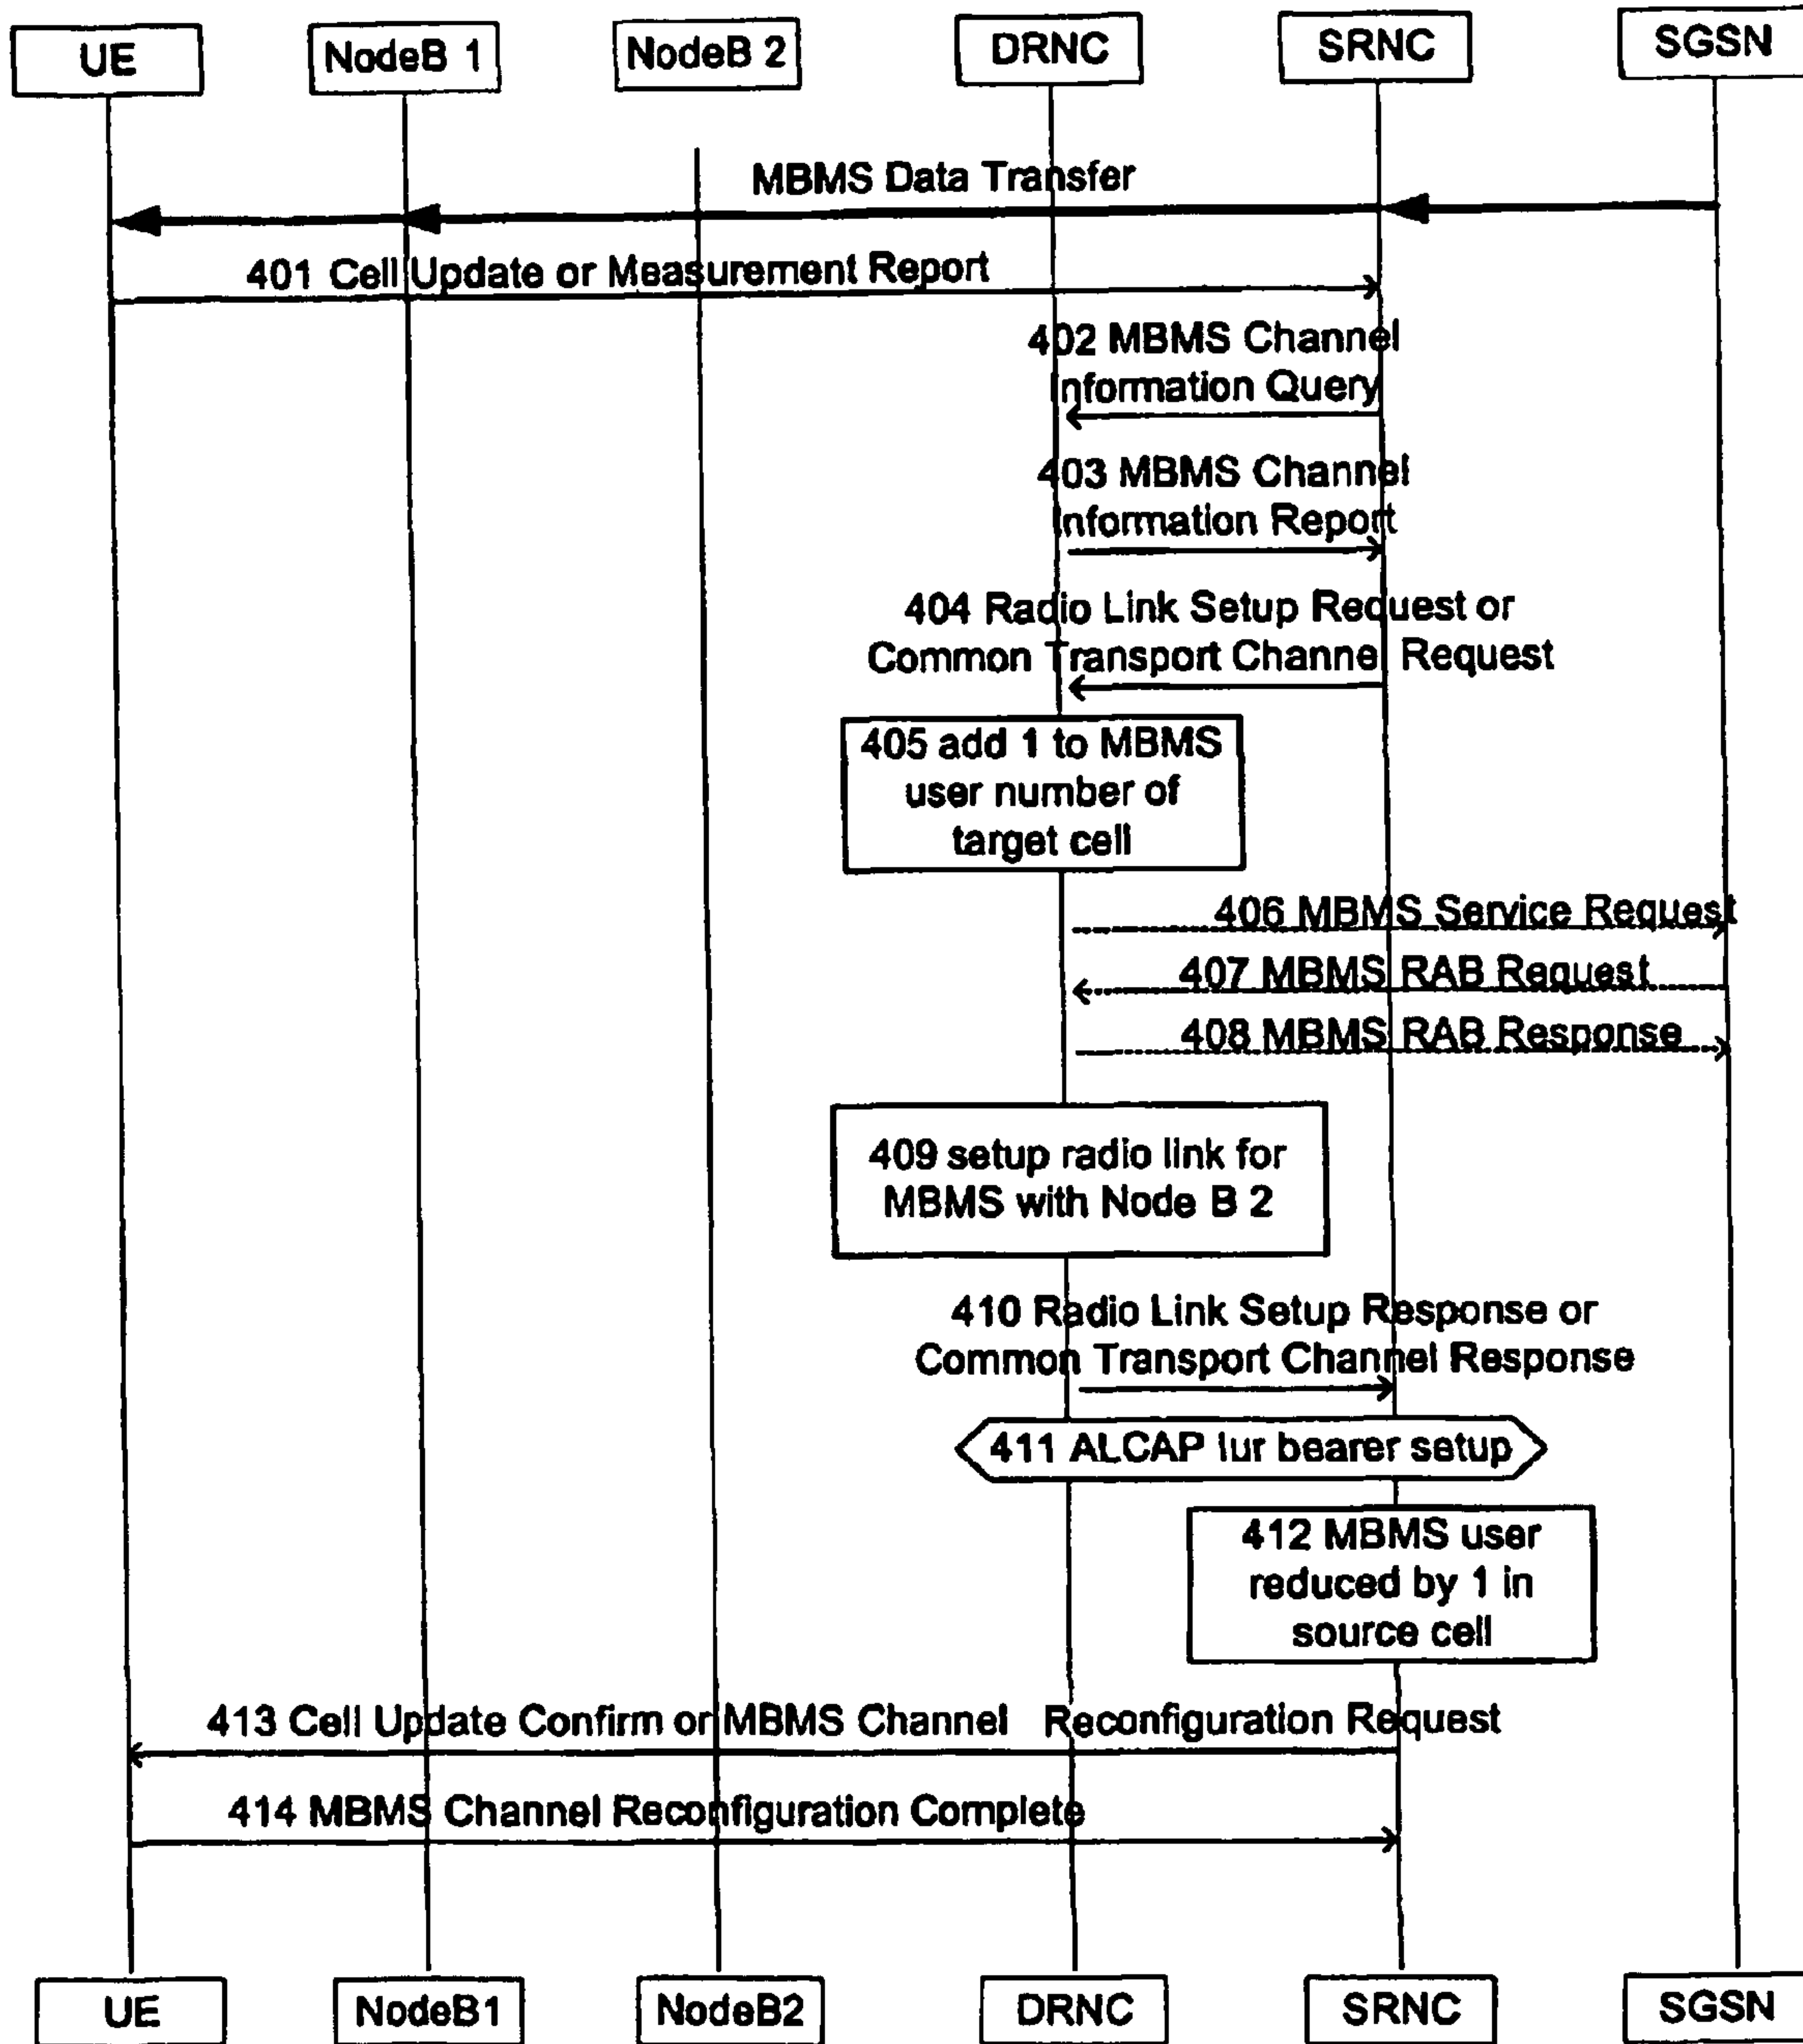 UE
NodeB 1
NodeB 2
DRNC
SRNC
SGSN
MBMS Data Transfer
401 Cell Update or Measurement Report
402 MBMS Channel
Information Query
403 MBMS Channel
Information Report
404 Radio Link Setup Request or
Common Transport Channel Request
405 add 1 to MBMS
user number of
target cell
406 MBMS Service Request
407 MBMS RAB Request
408 MBMS RAB Response
409 setup radio link for
MBMS with Node B 2
410 Radio Link Setup Response or
Common Transport Channel Response
411 ALCAP Iur bearer setup
412 MBMS user
reduced by 1 in
source cell
413 Cell Update Confirm or MBMS Channel Reconfiguration Request
414 MBMS Channel Reconfiguration Complete
UE
NodeB1
NodeB2
DRNC
SRNC
SGSN